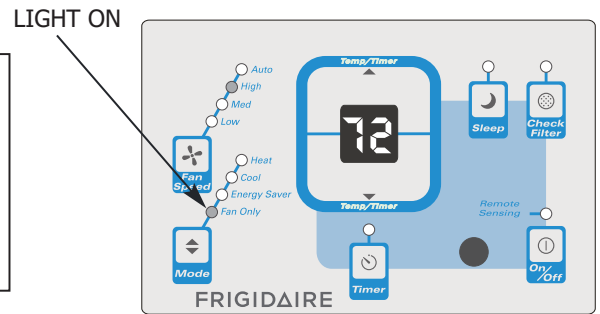 LIGHT ON
Auto
High
Med
Low
Fan
Speed
Heat
Cool
Energy Saver
Fan Only
Mode
Temp/Timer
72
Temp/Timer
Timer
Sleep
Check
Filter
Remote
Sensing
On/Off
FRIGIDAIRE